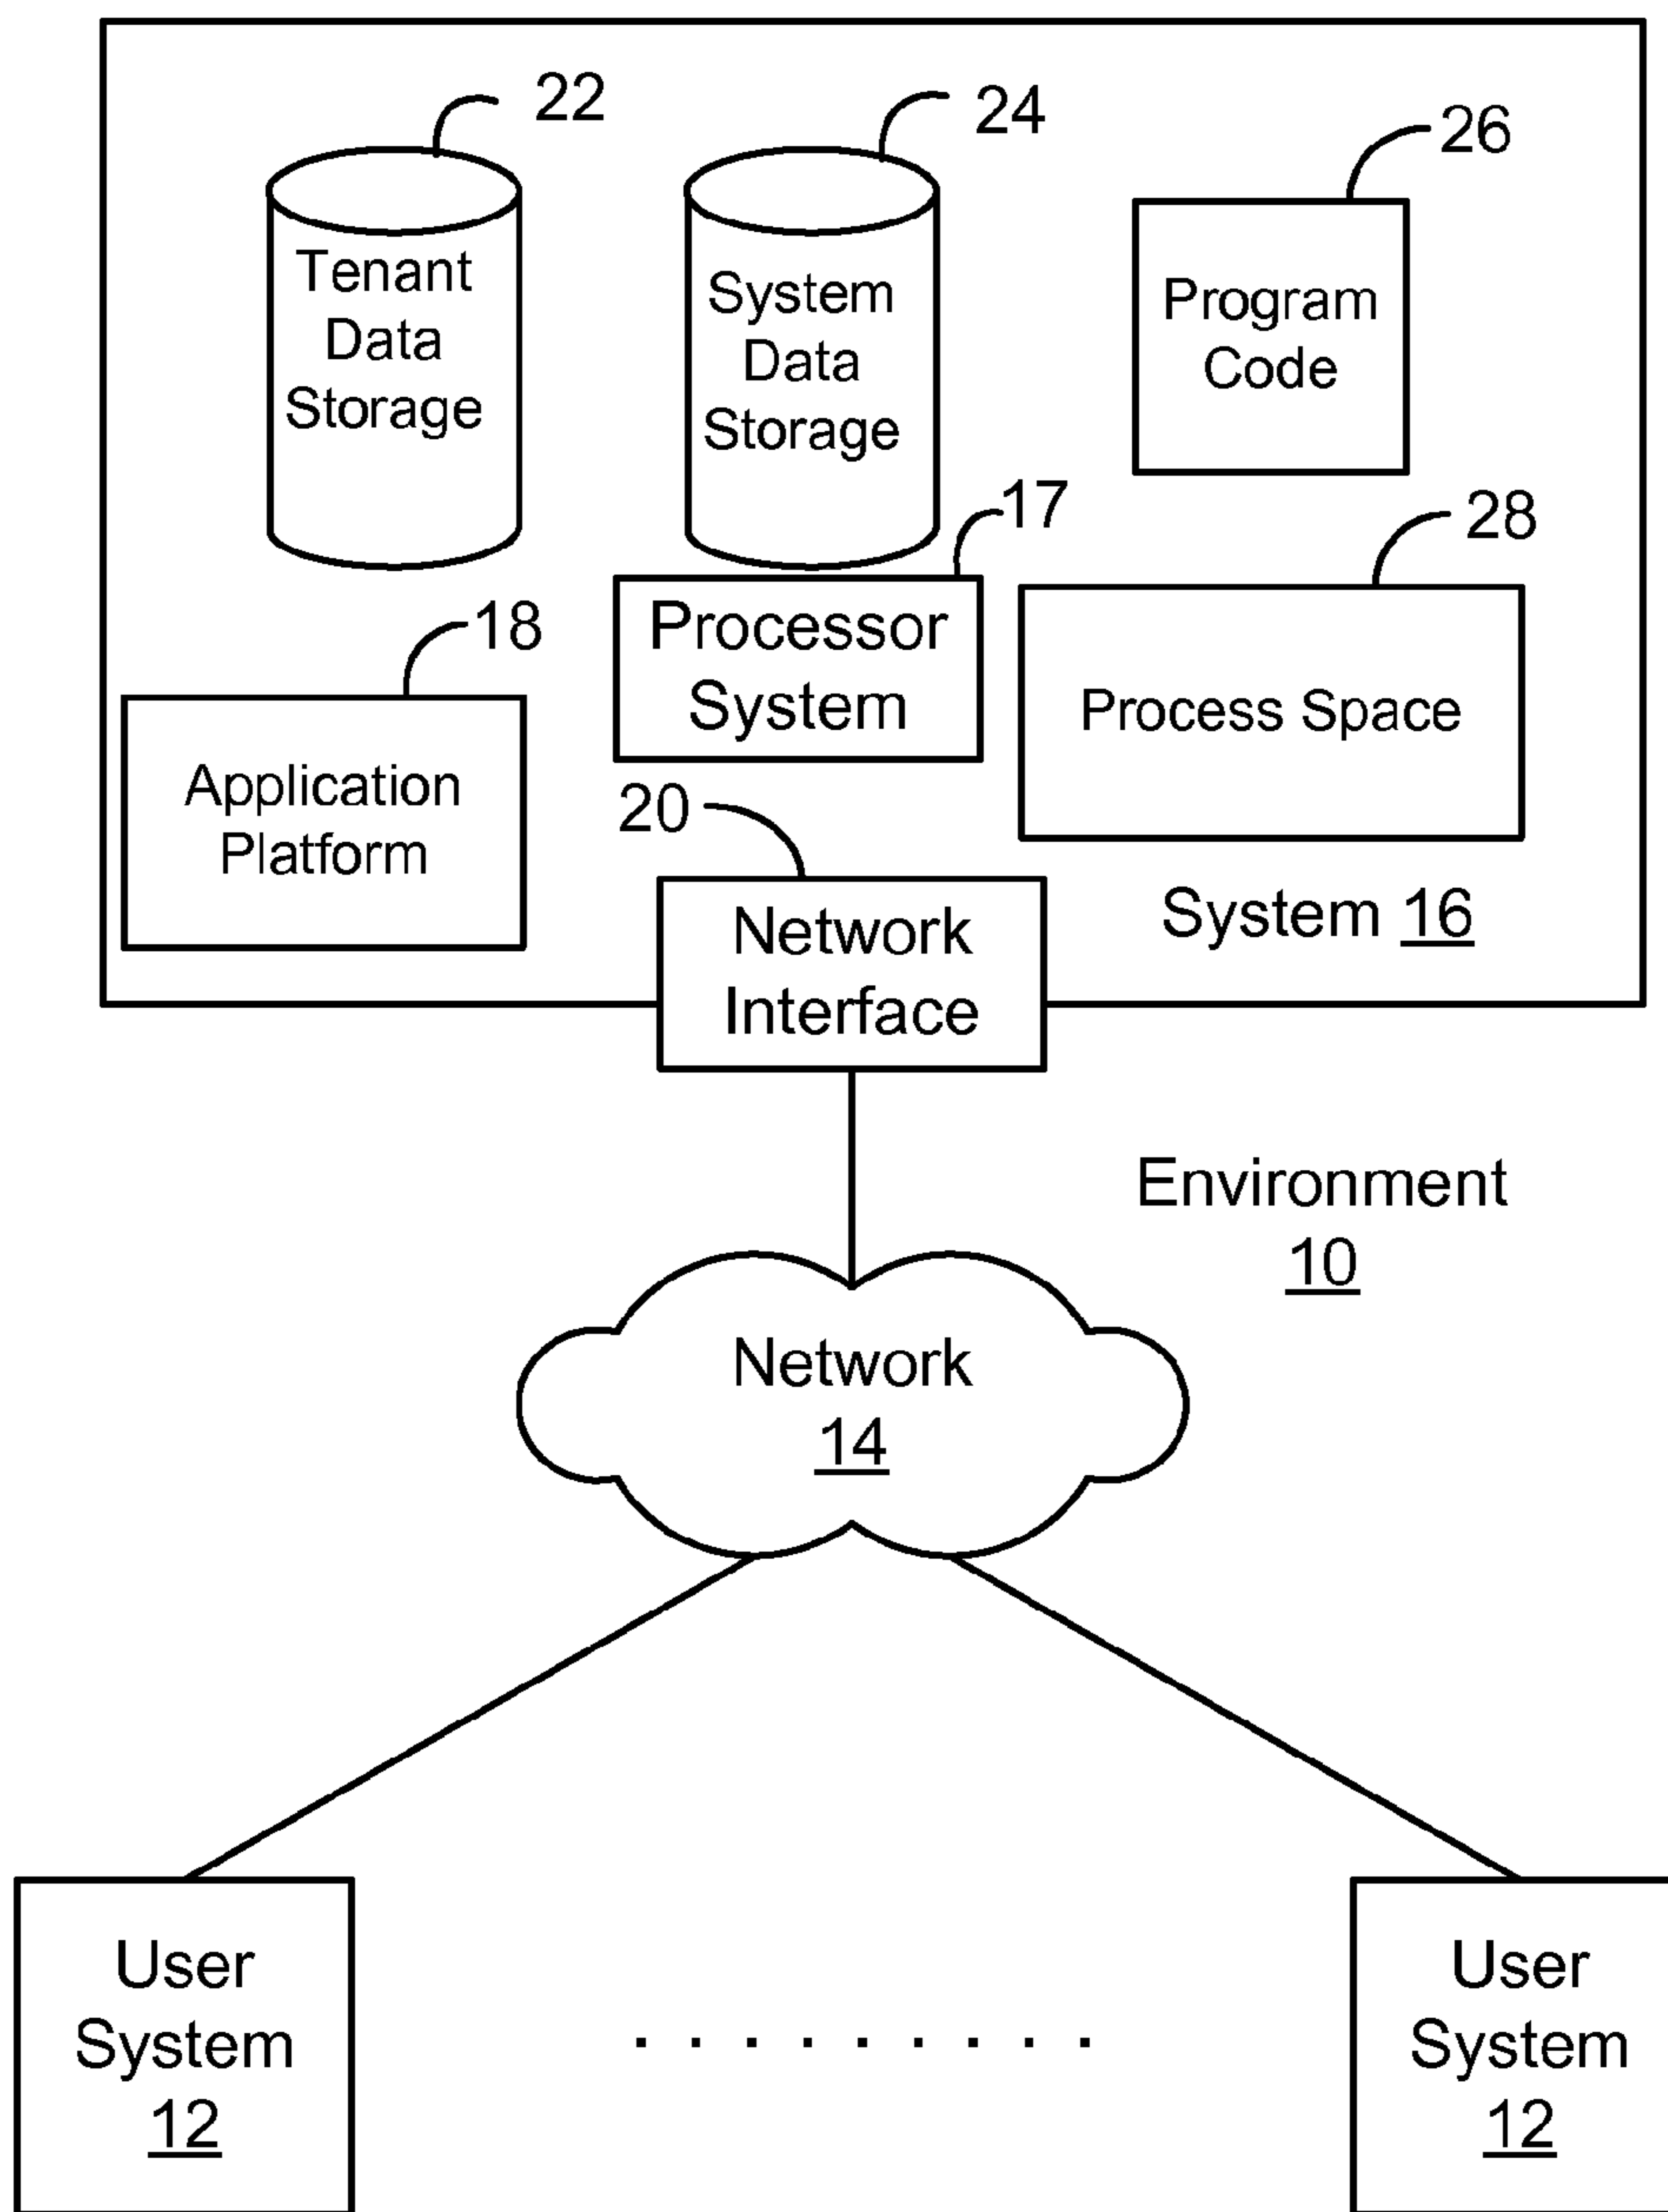 22
24
26
Tenant
Data
Storage
System
Data
Storage
Program
Code
17
28
18
Processor
System
Process Space
Application
Platform
20
System 16
Network
Interface
Environment
10
Network
14
User
System
12
. . . . . . . . .
User
System
12